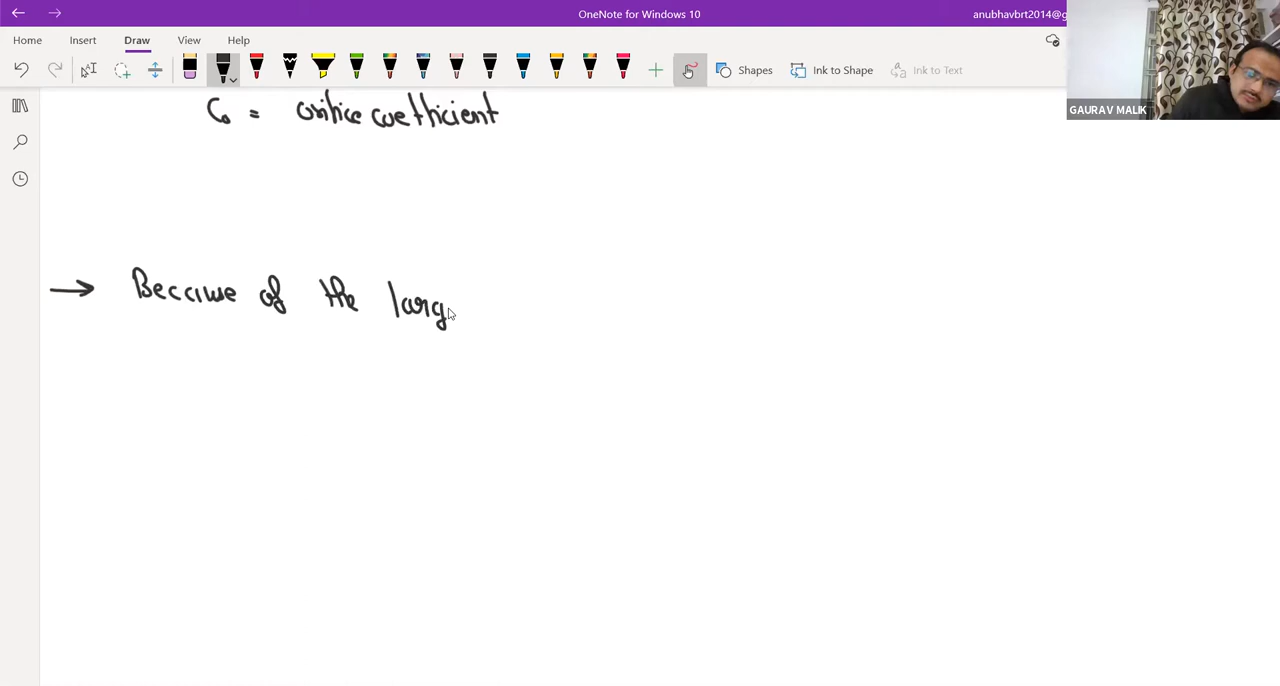 OneNote for Windows 10
anubhavbrt2014@g
Home Insert Draw View Help
Shapes Ink to Shape Ink to Text
GAURAV MALIK
C₀ = orifice coefficient
→ Because of the larg